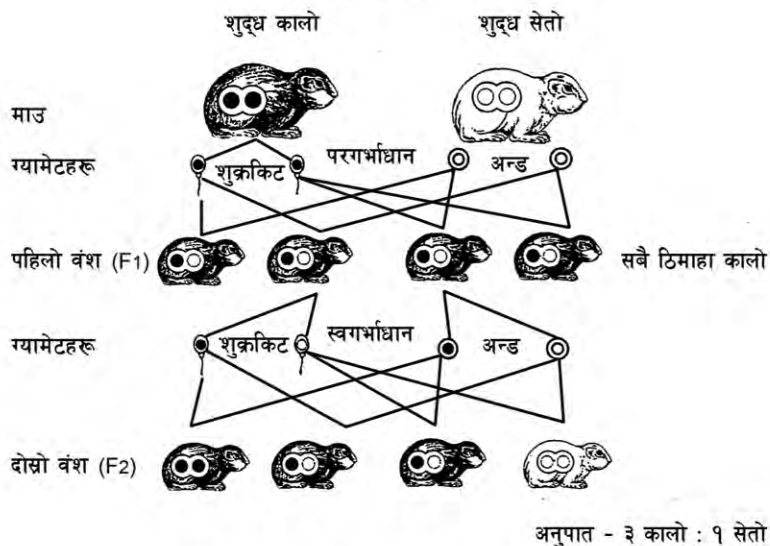 शुद्ध कालो शुद्ध सेतो
माउ
ग्यामेटहरू शुक्रकिट परगर्भाधान अन्ड
पहिलो वंश (F1) सबै ठिमाहा कालो
ग्यामेटहरू शुक्रकिट स्वगर्भाधान अन्ड
दोस्रो वंश (F2)
अनुपात - ३ कालो : १ सेतो